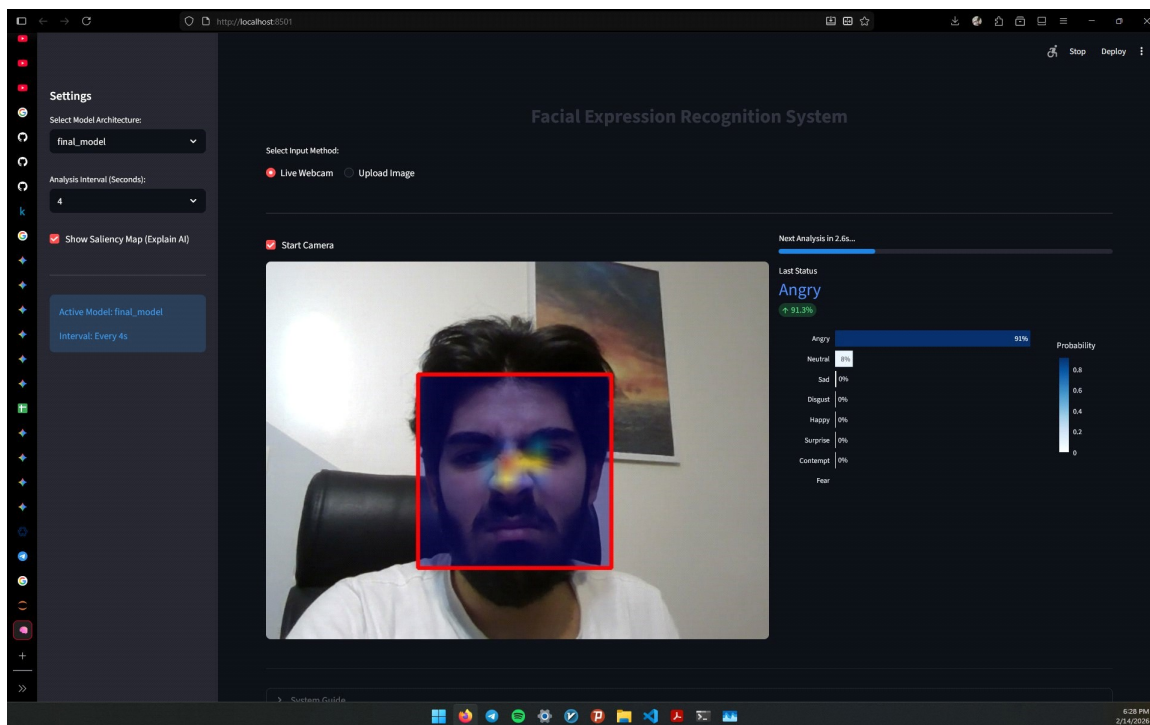 http://localhost:8501
Stop
Deploy
Settings
Select Model Architecture:
final_model
Analysis Interval (Seconds):
4
Show Saliency Map (Explain AI)
Active Model: final_model
Interval: Every 4s
Facial Expression Recognition System
Select Input Method:
Live Webcam
Upload Image
Start Camera
Next Analysis in 2.6s...
Last Status
Angry
↑ 91.3%
Angry 91%
Neutral 8%
Sad 0%
Disgust 0%
Happy 0%
Surprise 0%
Contempt 0%
Fear
Probability
0.8
0.6
0.4
0.2
0
System Guide
6:28 PM
2/14/2026